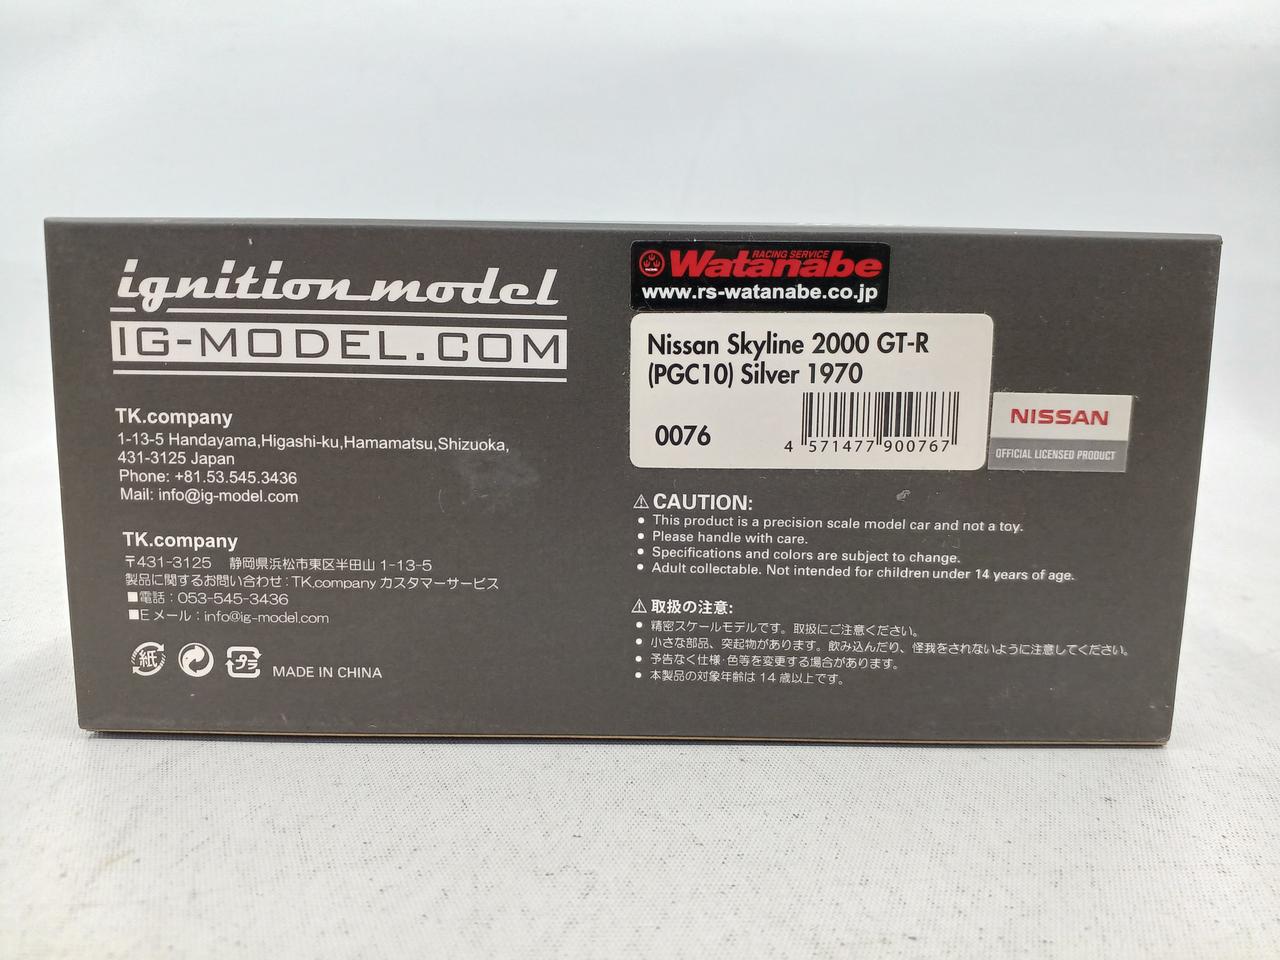 ignition model
IG-MODEL.COM
TK.company
1-13-5 Handayama,Higashi-ku,Hamamatsu,Shizuoka,
431-3125 Japan
Phone: +81.53.545.3436
Mail: info@ig-model.com
TK.company
〒431-3125 静岡県浜松市東区半田山 1-13-5
製品に関するお問い合わせ:TK.company カスタマーサービス
■電話:053-545-3436
■Eメール:info@ig-model.com
紙 プラ MADE IN CHINA
RACING SERVICE
Watanabe
www.rs-watanabe.co.jp
Nissan Skyline 2000 GT-R
(PGC10) Silver 1970
0076
4 571477 900767
NISSAN
OFFICIAL LICENSED PRODUCT
⚠CAUTION:
• This product is a precision scale model car and not a toy.
• Please handle with care.
• Specifications and colors are subject to change.
• Adult collectable. Not intended for children under 14 years of age.
⚠取扱の注意:
• 精密スケールモデルです。取扱にご注意ください。
• 小さな部品、突起物があります。飲み込んだり、怪我をされないように注意してください。
• 予告なく仕様·色等を変更する場合があります。
• 本製品の対象年齢は 14 歳以上です。